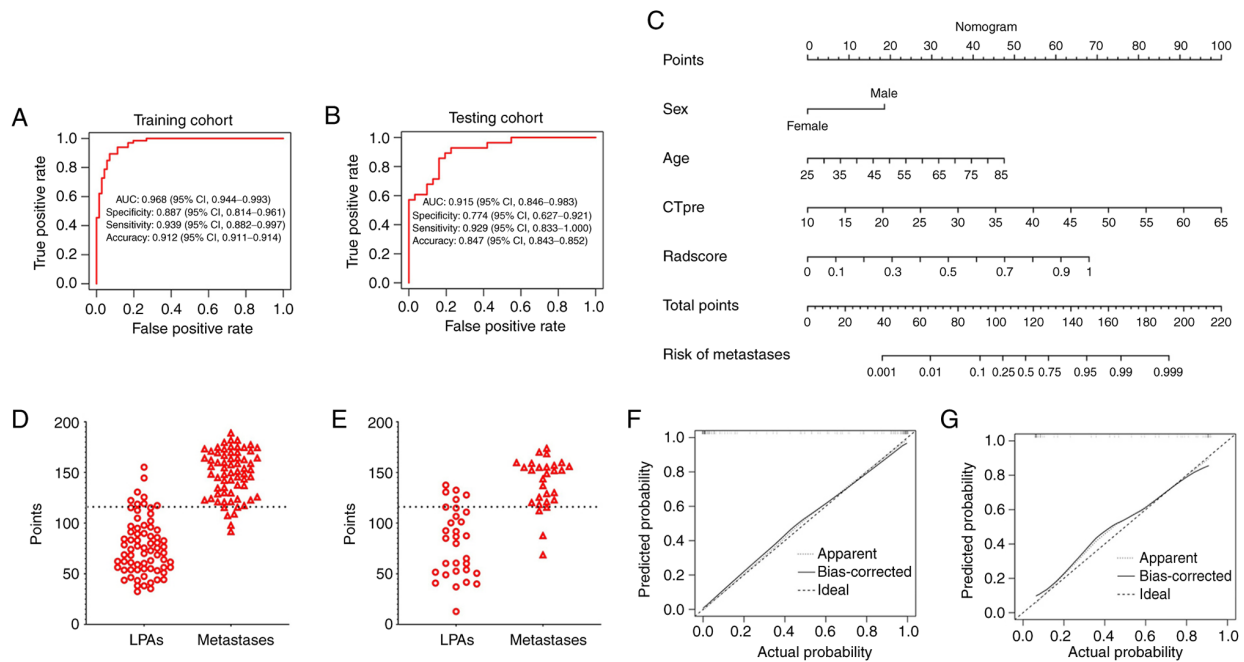 A
Training cohort
True positive rate
1.0
0.8
0.6
0.4
0.2
0.0
AUC: 0.968 (95% CI, 0.944–0.993)
Specificity: 0.887 (95% CI, 0.814–0.961)
Sensitivity: 0.939 (95% CI, 0.882–0.997)
Accuracy: 0.912 (95% CI, 0.911–0.914)
0.0 0.2 0.4 0.6 0.8 1.0
False positive rate
B
Testing cohort
True positive rate
1.0
0.8
0.6
0.4
0.2
0.0
AUC: 0.915 (95% CI, 0.846–0.983)
Specificity: 0.774 (95% CI, 0.627–0.921)
Sensitivity: 0.929 (95% CI, 0.833–1.000)
Accuracy: 0.847 (95% CI, 0.843–0.852)
0.0 0.2 0.4 0.6 0.8 1.0
False positive rate
C
Nomogram
0 10 20 30 40 50 60 70 80 90 100
Points
Male
Sex
Female
Age
25 35 45 55 65 75 85
CTpre
10 15 20 25 30 35 40 45 50 55 60 65
Radscore
0 0.1 0.3 0.5 0.7 0.9 1
Total points
0 20 40 60 80 100 120 140 160 180 200 220
Risk of metastases
0.001 0.01 0.1 0.25 0.5 0.75 0.95 0.99 0.999
D
Points
200
150
100
50
0
LPAs Metastases
E
Points
200
150
100
50
0
LPAs Metastases
F
Predicted probability
1.0
0.8
0.6
0.4
0.2
0.0
Apparent
Bias-corrected
Ideal
0.0 0.2 0.4 0.6 0.8 1.0
Actual probability
G
Predicted probability
1.0
0.8
0.6
0.4
0.2
0.0
Apparent
Bias-corrected
Ideal
0.0 0.2 0.4 0.6 0.8 1.0
Actual probability